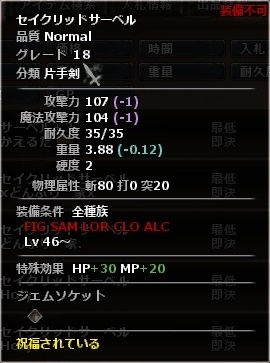 装備不可
セイクリッドサーベル
品質 Normal
グレード 18
分類 片手剣
攻撃力 107 (-1)
魔法攻撃力 104 (-1)
耐久度 35/35
重量 3.88 (-0.12)
硬度 2
物理属性 斬80 打0 突20
装備条件 全種族
FIG SAM LOR GLO ALC
Lv 46～
特殊効果 HP+30 MP+20
ジェムソケット
祝福されている